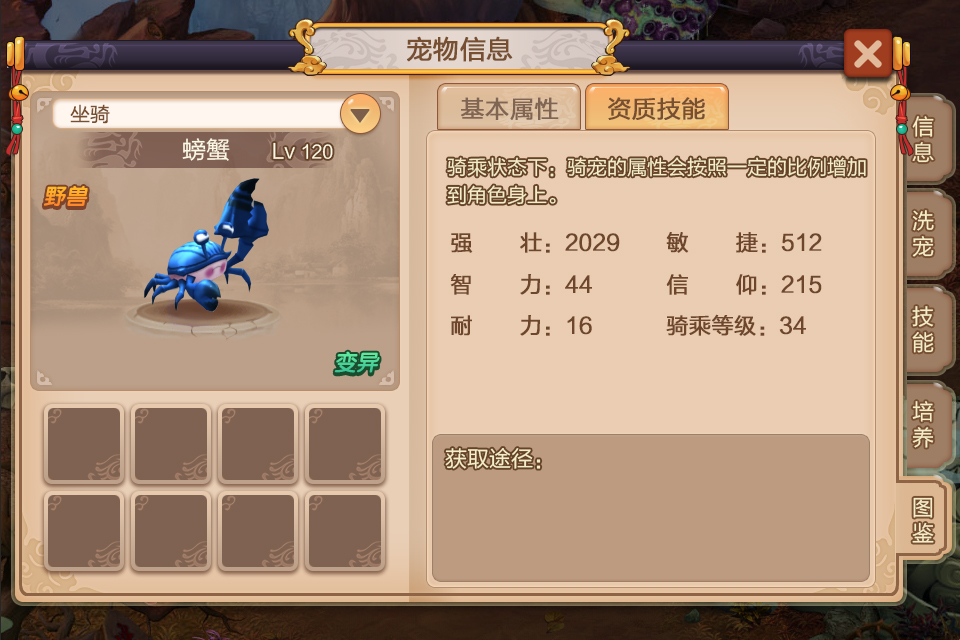 宠物信息
坐骑
螃蟹 Lv 120
野兽
变异
基本属性 资质技能
骑乘状态下：骑宠的属性会按照一定的比例增加
到角色身上。
强 壮：2029 敏 捷：512
智 力：44 信 仰：215
耐 力：16 骑乘等级：34
获取途径：
信息
洗宠
技能
培养
图鉴